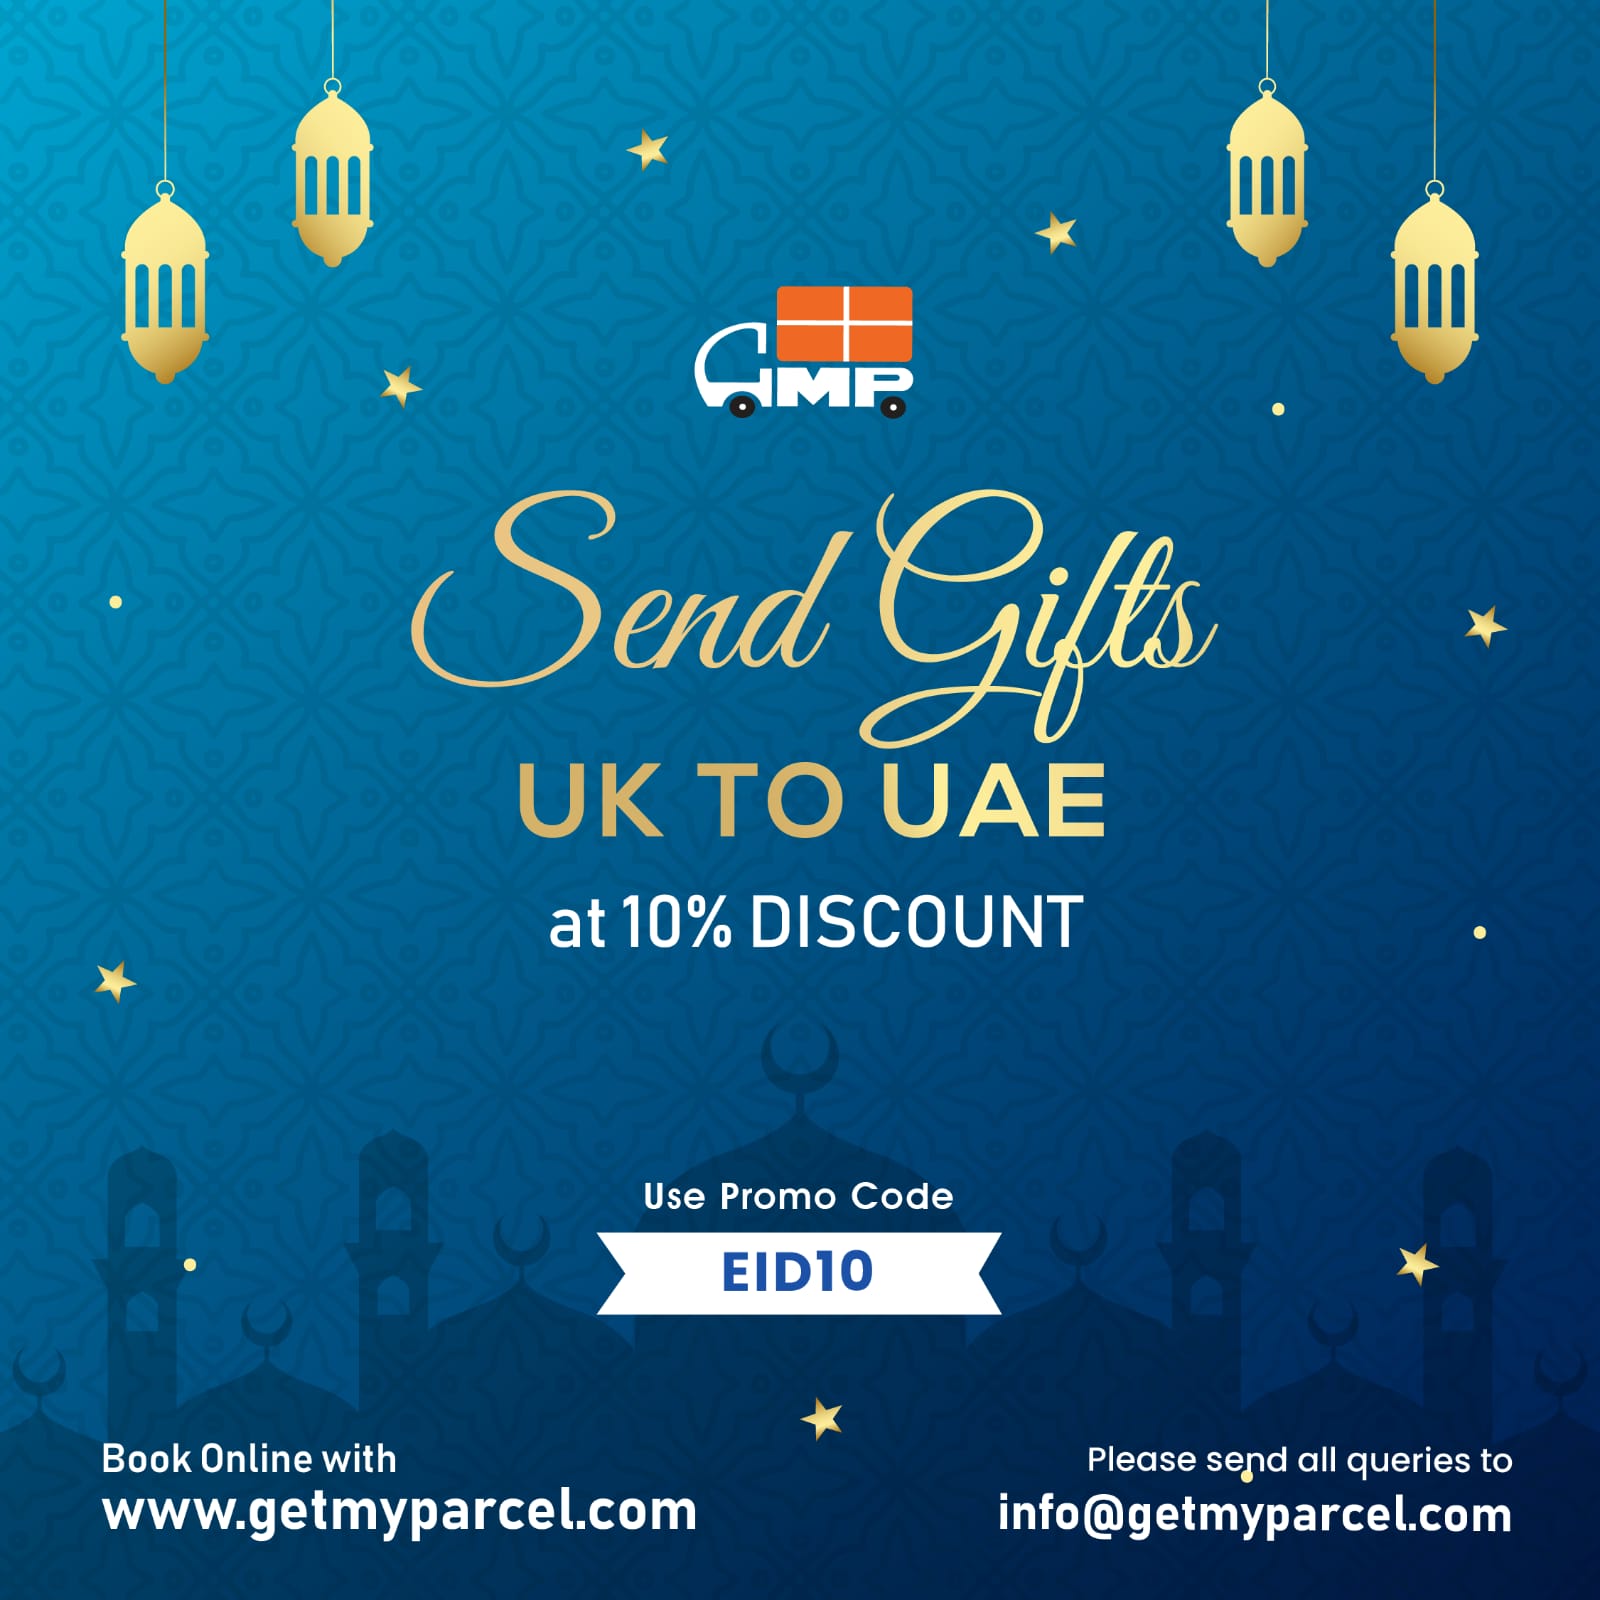 GMP
Send Gifts
UK TO UAE
at 10% DISCOUNT
Use Promo Code
EID10
Book Online with
www.getmyparcel.com
Please send all queries to
info@getmyparcel.com